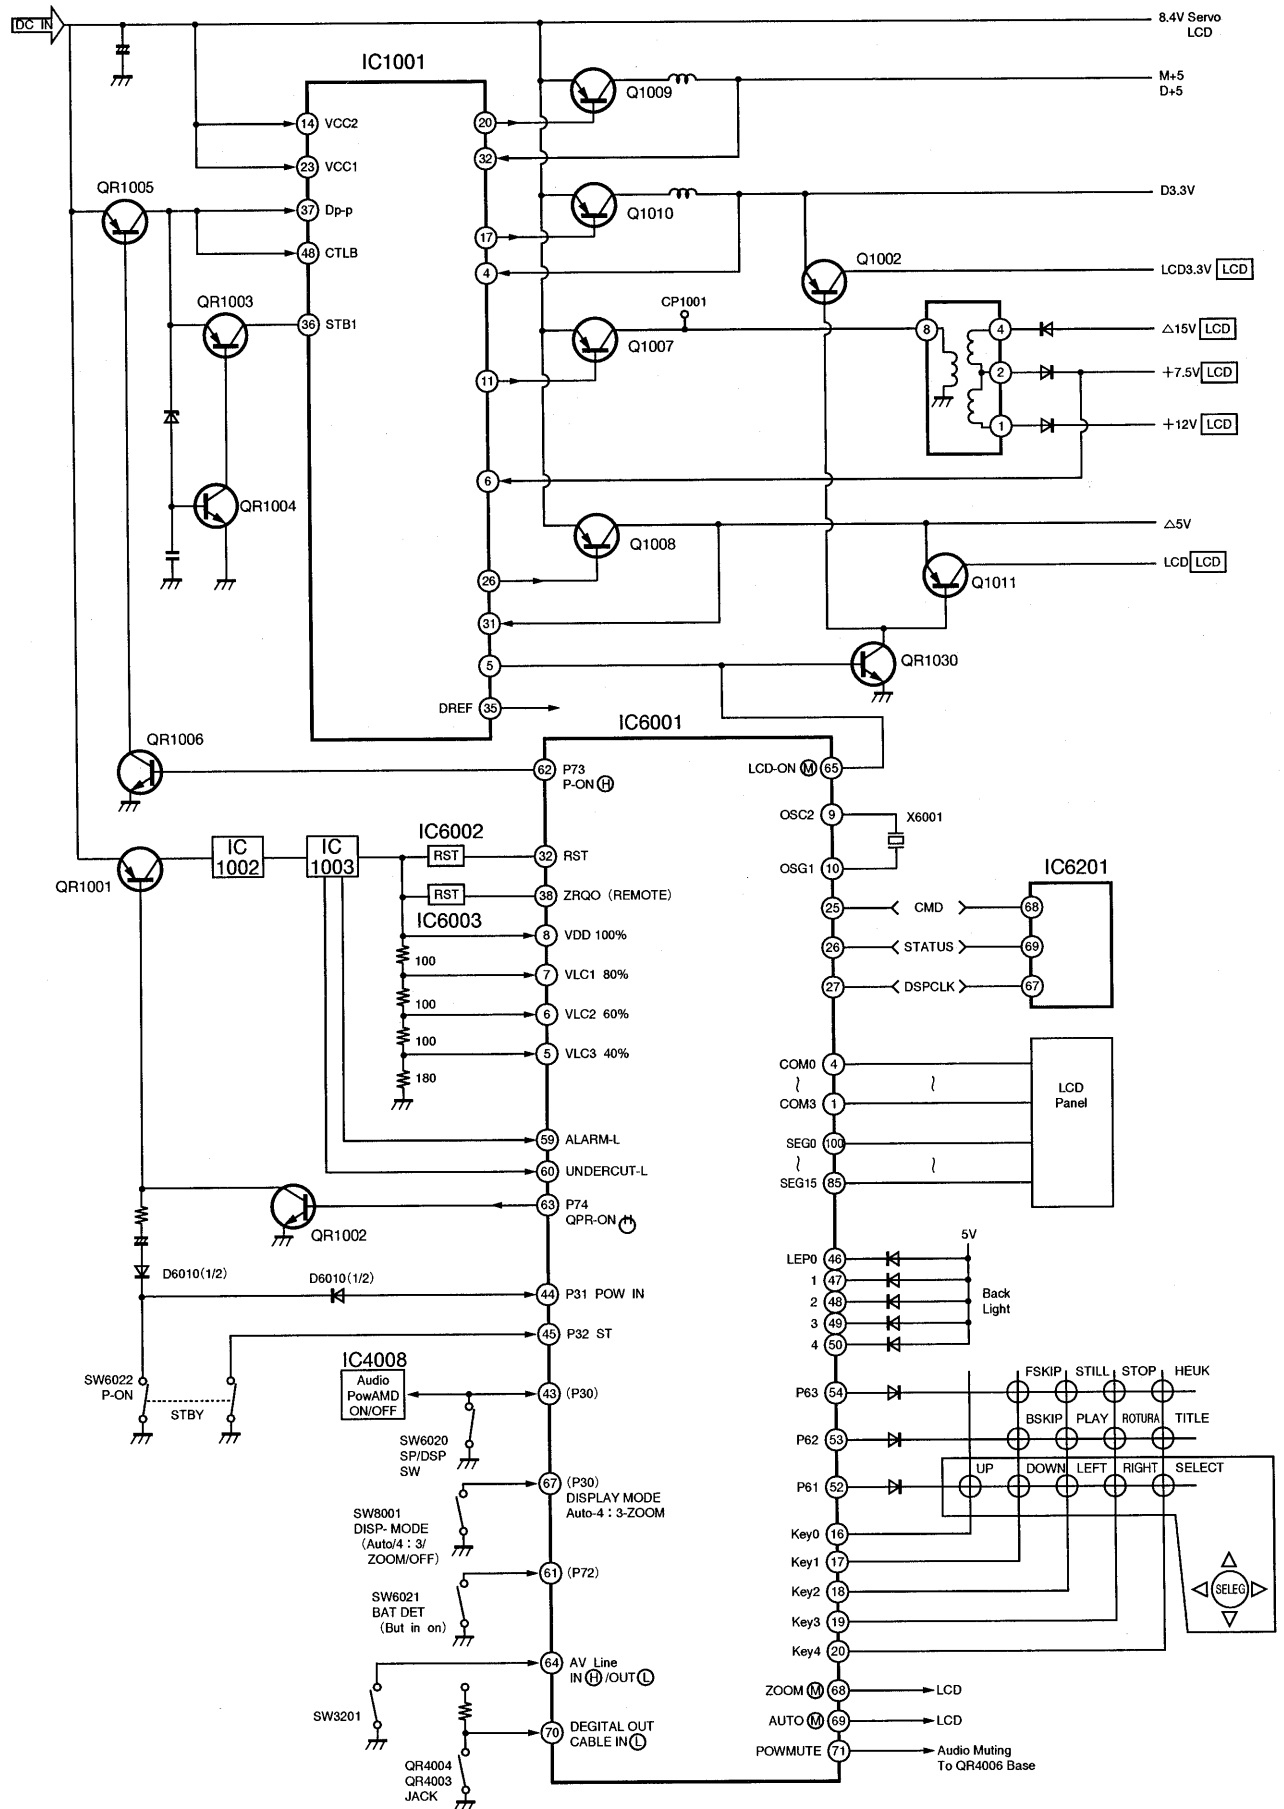 DC IN
8.4V Servo
LCD
IC1001
Q1009
M+5
D+5
14 VCC2
20
23 VCC1
32
QR1005
37 Dp-p
Q1010
D3.3V
17
48 CTLB
4
Q1002
LCD3.3V LCD
QR1003
36 STB1
CP1001
Q1007
8
4
△15V LCD
11
2
+7.5V LCD
1
+12V LCD
6
QR1004
Q1008
△5V
26
LCD LCD
Q1011
31
5
QR1030
DREF 35
IC6001
QR1006
62 P73
P-ON H
LCD-ON M 65
OSC2 9
X6001
OSG1 10
IC6002
IC
1002
IC
1003
RST
32 RST
QR1001
RST
38 ZRQO (REMOTE)
IC6003
IC6201
25
CMD
68
8 VDD 100%
100
26
STATUS
69
7 VLC1 80%
27
DSPCLK
67
100
6 VLC2 60%
100
5 VLC3 40%
180
COM0 4
COM3 1
LCD
Panel
SEG0 100
SEG15 85
59 ALARM-L
60 UNDERCUT-L
63 P74
QPR-ON H
QR1002
5V
LEP0 46
1 47
2 48
3 49
4 50
Back
Light
D6010(1/2)
D6010(1/2)
44 P31 POW IN
45 P32 ST
SW6022
P-ON
STBY
IC4008
Audio
PowAMD
ON/OFF
43 (P30)
SW6020
SP/DSP
SW
FSKIP STILL STOP HEUK
P63 54
BSKIP PLAY ROTURA TITLE
P62 53
UP DOWN LEFT RIGHT SELECT
P61 52
67 (P30)
DISPLAY MODE
Auto-4:3-ZOOM
SW8001
DISP- MODE
(Auto/4:3/
ZOOM/OFF)
Key0 16
Key1 17
Key2 18
Key3 19
Key4 20
SELEG
61 (P72)
SW6021
BAT DET
(But in on)
64 AV Line
IN H /OUT L
SW3201
ZOOM M 68
LCD
AUTO M 69
LCD
70 DEGITAL OUT
CABLE IN L
POWMUTE 71
Audio Muting
To QR4006 Base
QR4004
QR4003
JACK